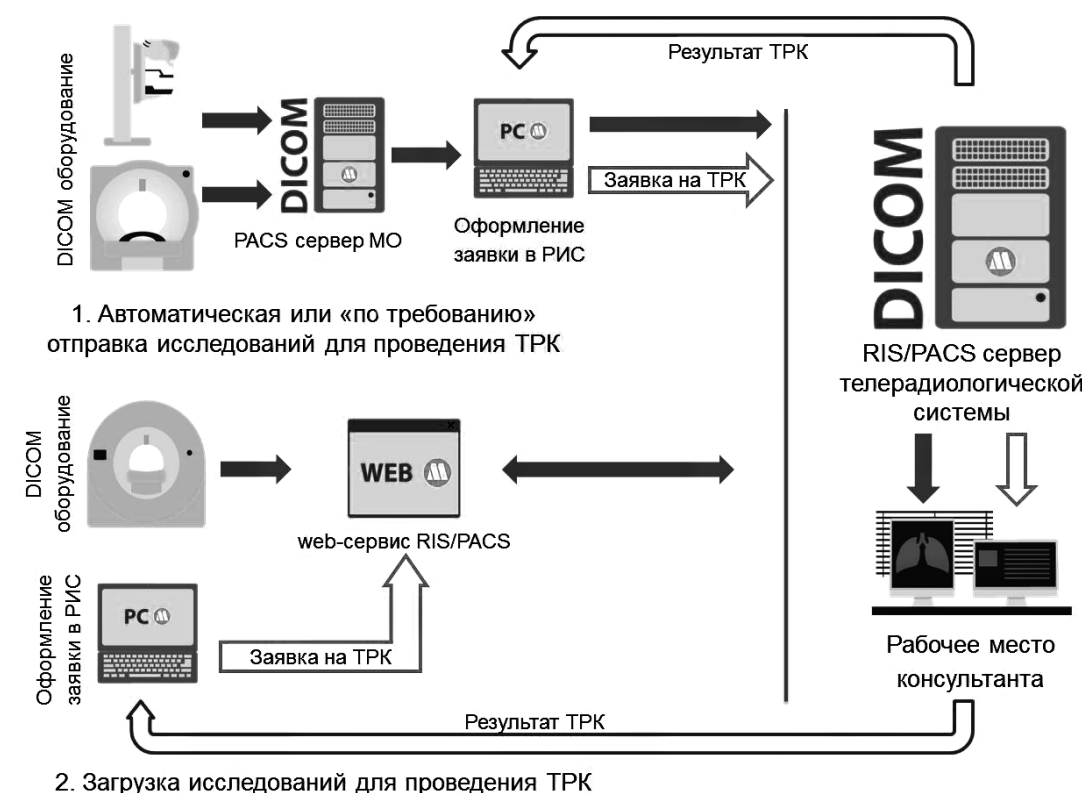 Результат ТРК
DICOM оборудование
DICOM
PC
Заявка на ТРК
PACS сервер МО
Оформление
заявки в РИС
1. Автоматическая или «по требованию»
отправка исследований для проведения ТРК
DICOM
RIS/PACS сервер
телерадиологической
системы
DICOM
оборудование
WEB
web-сервис RIS/PACS
Оформление
заявки в РИС
PC
Заявка на ТРК
Рабочее место
консультанта
Результат ТРК
2. Загрузка исследований для проведения ТРК